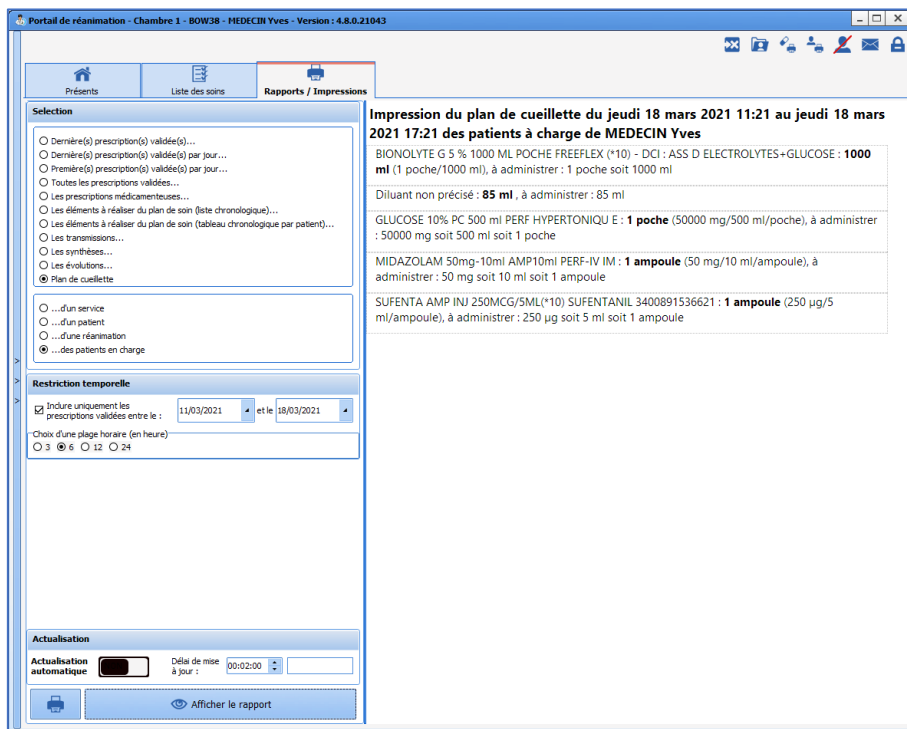 Portail de réanimation - Chambre 1 - BOW38 - MEDECIN Yves - Version : 4.8.0.21043
Présents
Liste des soins
Rapports / Impressions
Selection
Dernière(s) prescription(s) validée(s)...
Dernière(s) prescription(s) validée(s) par jour...
Première(s) prescription(s) validée(s) par jour...
Toutes les prescriptions validées...
Les prescriptions médicamenteuses...
Les éléments à réaliser du plan de soin (liste chronologique)...
Les éléments à réaliser du plan de soin (tableau chronologique par patient)...
Les transmissions...
Les synthèses...
Les évolutions...
Plan de cueillette
...d'un service
...d'un patient
...d'une réanimation
...des patients en charge
Restriction temporelle
Inclure uniquement les
prescriptions validées entre le :
11/03/2021
et le
18/03/2021
Choix d'une plage horaire (en heure)
3 6 12 24
Actualisation
Actualisation
automatique
Délai de mise
à jour :
00:02:00
Afficher le rapport
Impression du plan de cueillette du jeudi 18 mars 2021 11:21 au jeudi 18 mars
2021 17:21 des patients à charge de MEDECIN Yves
BIONOLYTE G 5 % 1000 ML POCHE FREEFLEX (*10) - DCI : ASS D ELECTROLYTES+GLUCOSE : 1000
ml (1 poche/1000 ml), à administrer : 1 poche soit 1000 ml
Diluant non précisé : 85 ml , à administrer : 85 ml
GLUCOSE 10% PC 500 ml PERF HYPERTONIQU E : 1 poche (50000 mg/500 ml/poche), à administrer
: 50000 mg soit 500 ml soit 1 poche
MIDAZOLAM 50mg-10ml AMP10ml PERF-IV IM : 1 ampoule (50 mg/10 ml/ampoule), à
administrer : 50 mg soit 10 ml soit 1 ampoule
SUFENTA AMP INJ 250MCG/5ML(*10) SUFENTANIL 3400891536621 : 1 ampoule (250 µg/5
ml/ampoule), à administrer : 250 µg soit 5 ml soit 1 ampoule